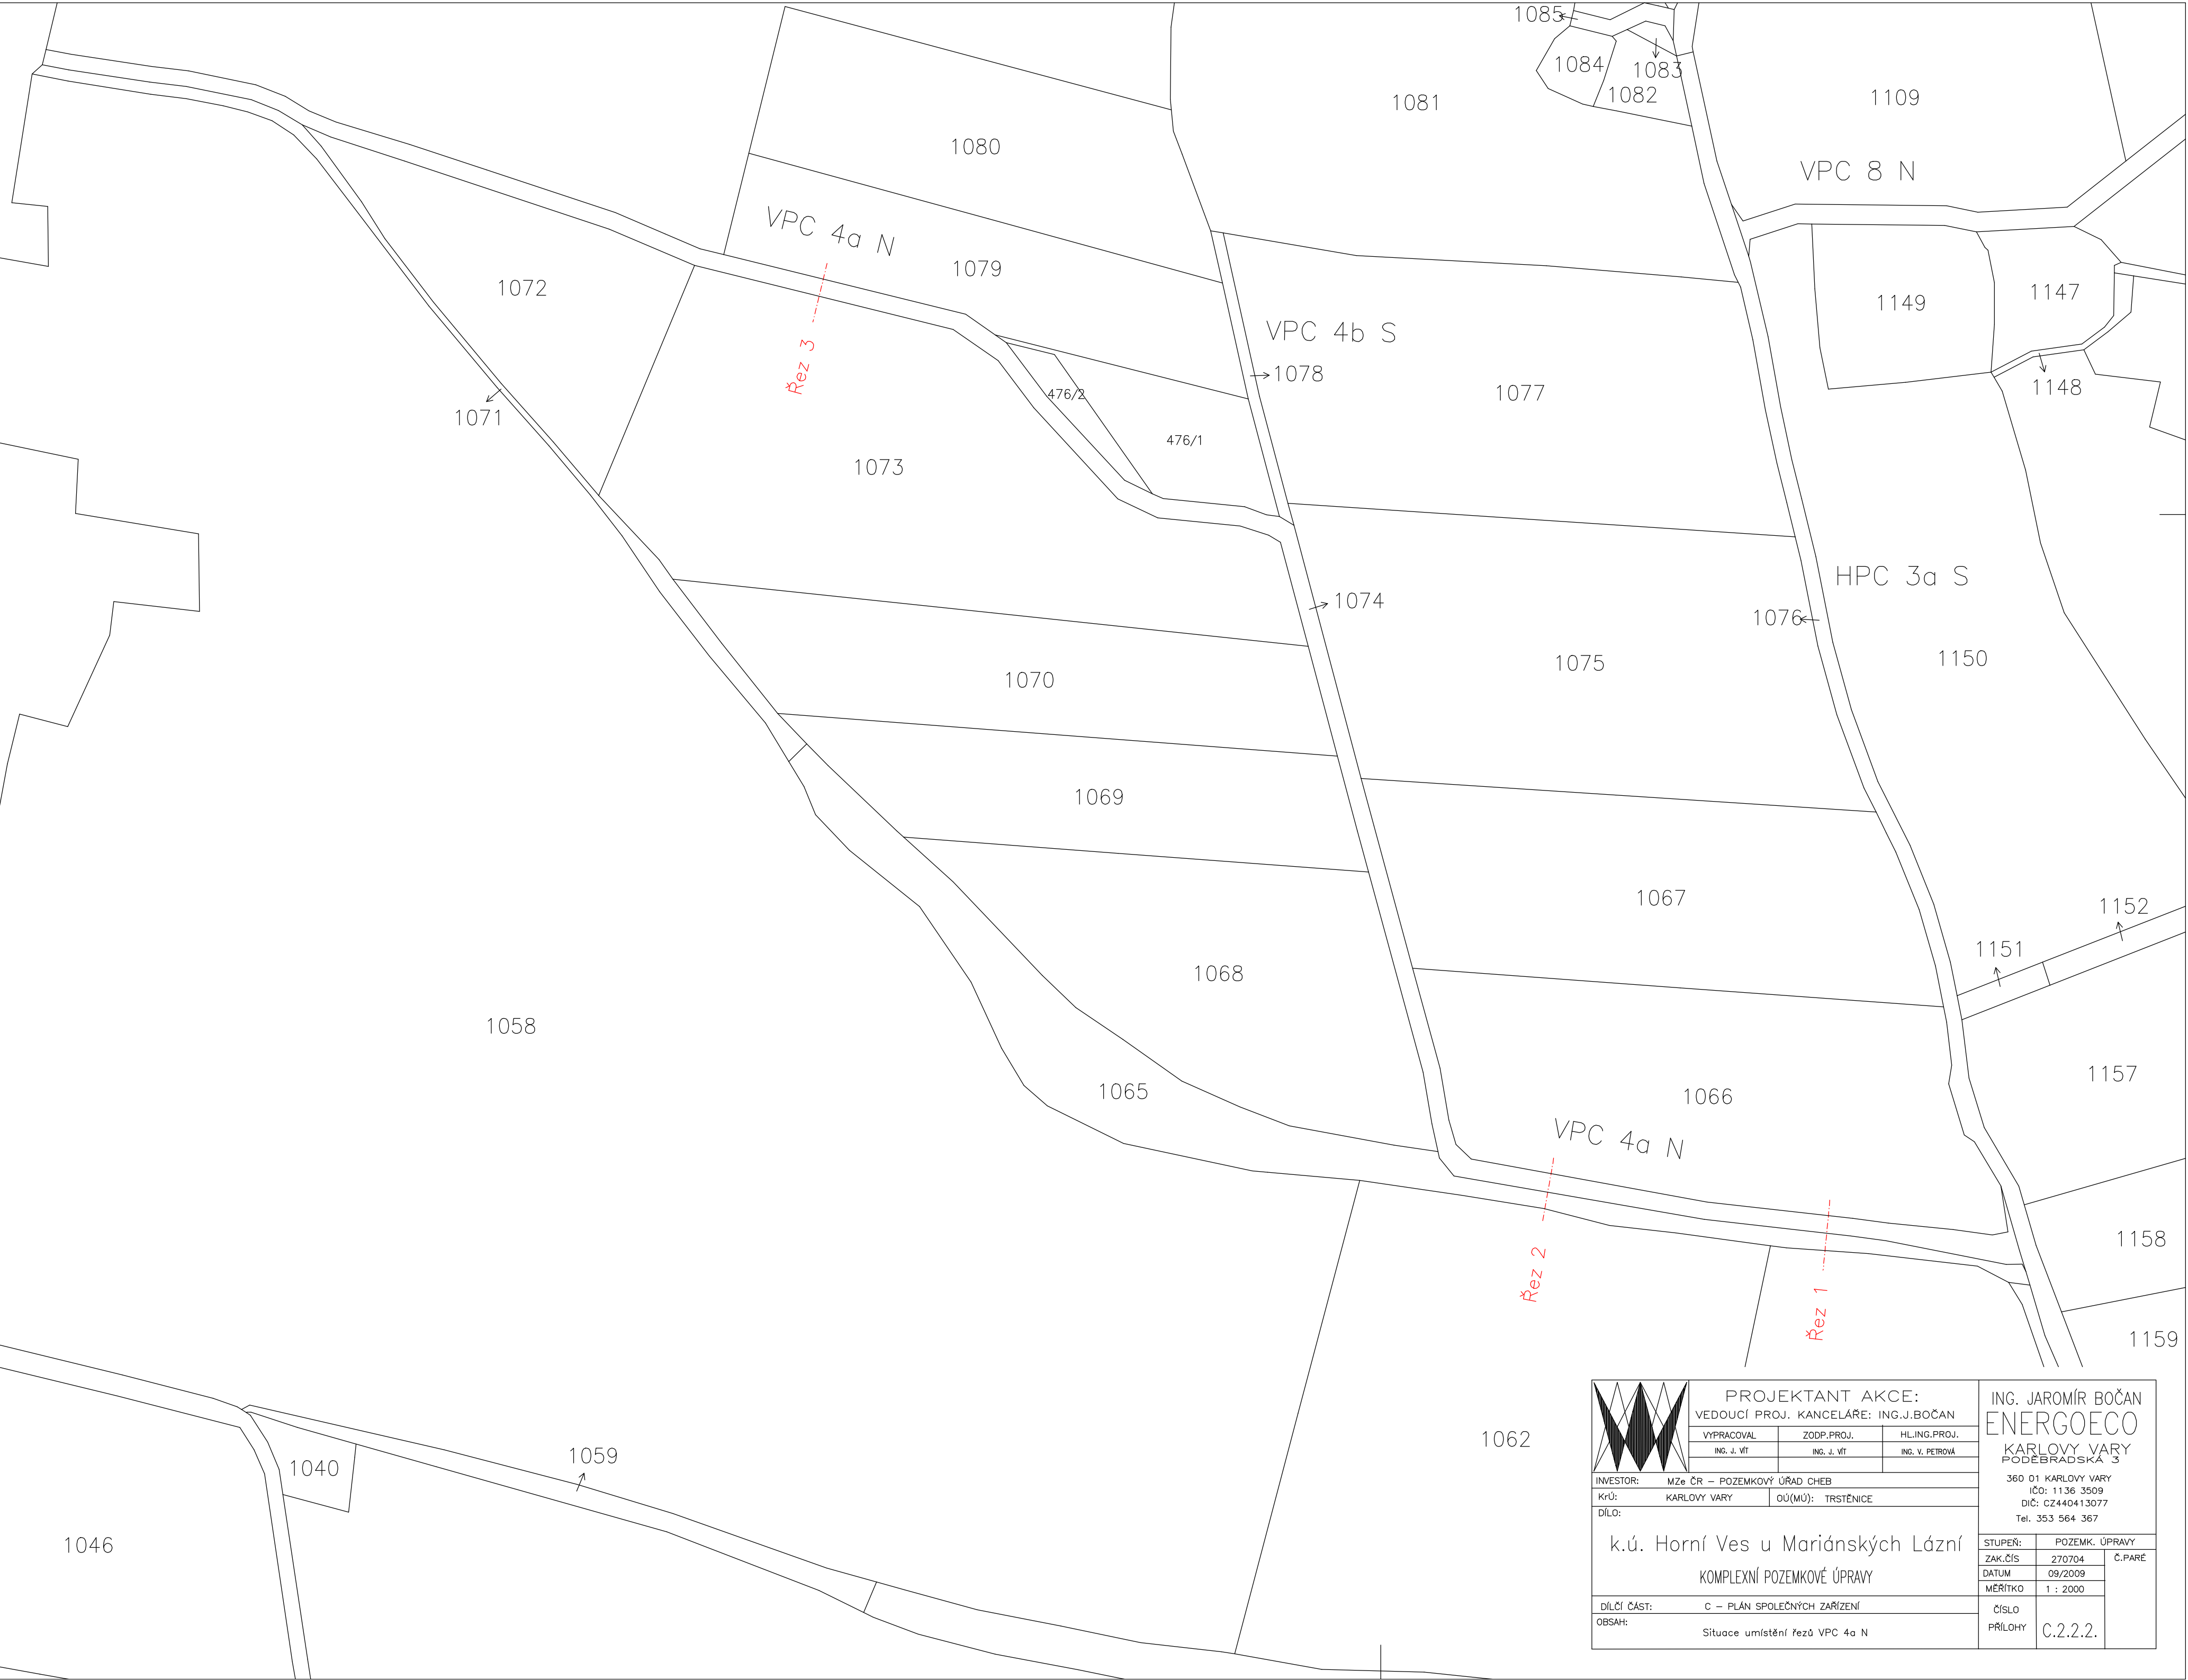 1085
1084
1083
1082
1081
1109
1080
VPC 8 N
VPC 4a N
1079
1072
1149
1147
VPC 4b S
Řez 3
1078
1077
1148
476/2
1071
476/1
1073
HPC 3a S
1074
1076
1075
1150
1070
1069
1067
1152
1151
1068
1058
1157
1065
1066
VPC 4a N
1158
Řez 2
Řez 1
1159
1062
1059
1040
1046
PROJEKTANT AKCE:
VEDOUCÍ PROJ. KANCELÁŘE: ING.J.BOČAN
VYPRACOVAL ZODP.PROJ. HL.ING.PROJ.
ING. J. VÍT ING. J. VÍT ING. V. PETROVÁ
INVESTOR: MZe ČR – POZEMKOVÝ ÚŘAD CHEB
KrÚ: KARLOVY VARY OÚ(MÚ): TRSTĚNICE
DÍLO:
k.ú. Horní Ves u Mariánských Lázní
KOMPLEXNÍ POZEMKOVÉ ÚPRAVY
DÍLČÍ ČÁST: C – PLÁN SPOLEČNÝCH ZAŘÍZENÍ
OBSAH:
Situace umístění řezů VPC 4a N
ING. JAROMÍR BOČAN
ENERGOECO
KARLOVY VARY
PODĚBRADSKÁ 3
360 01 KARLOVY VARY
IČO: 1136 3509
DIČ: CZ440413077
Tel. 353 564 367
STUPEŇ: POZEMK. ÚPRAVY
ZAK.ČÍS 270704 Č.PARÉ
DATUM 09/2009
MĚŘÍTKO 1 : 2000
ČÍSLO
PŘÍLOHY C.2.2.2.